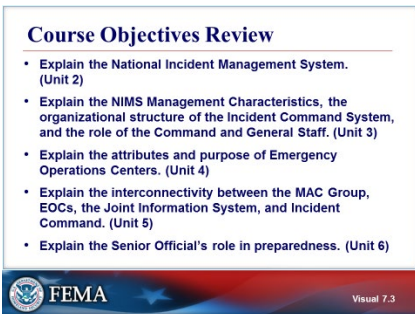 Course Objectives Review
• Explain the National Incident Management System.
(Unit 2)
• Explain the NIMS Management Characteristics, the
organizational structure of the Incident Command System,
and the role of the Command and General Staff. (Unit 3)
• Explain the attributes and purpose of Emergency
Operations Centers. (Unit 4)
• Explain the interconnectivity between the MAC Group,
EOCs, the Joint Information System, and Incident
Command. (Unit 5)
• Explain the Senior Official's role in preparedness. (Unit 6)
FEMA
Visual 7.3